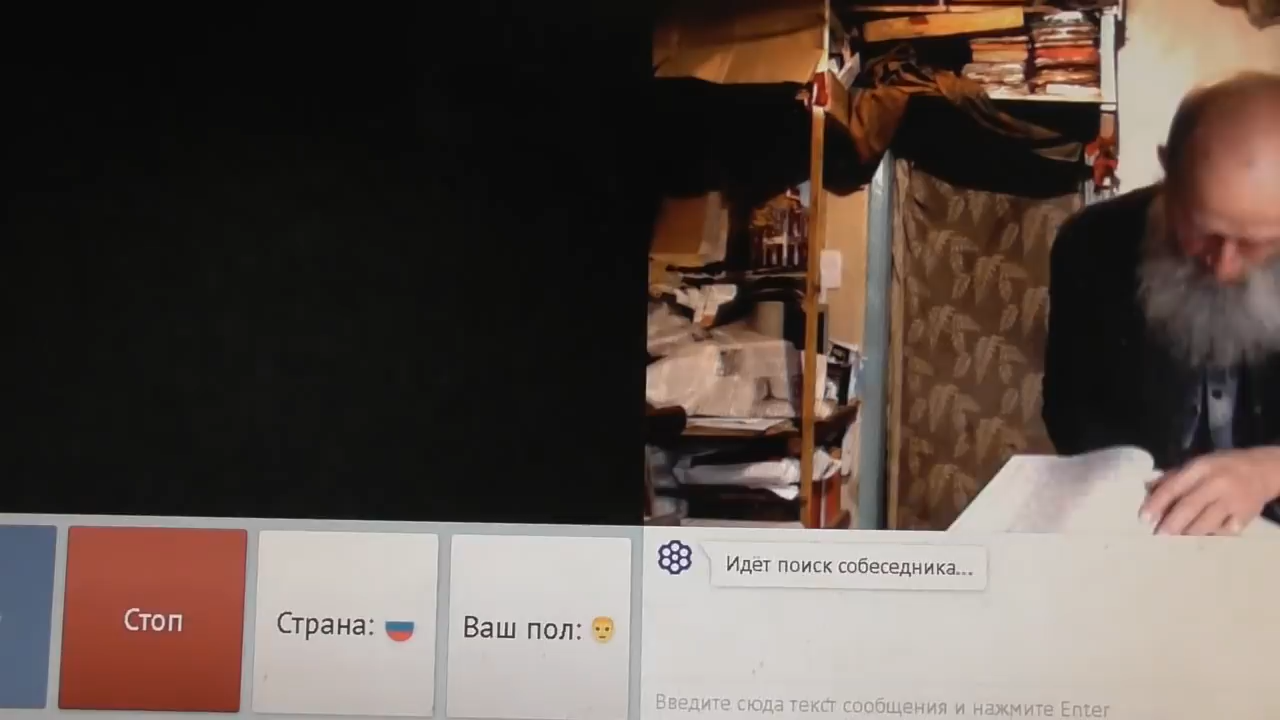 Идёт поиск собеседника...
Стоп
Страна:
Ваш пол:
Введите сюда текст сообщения и нажмите Enter